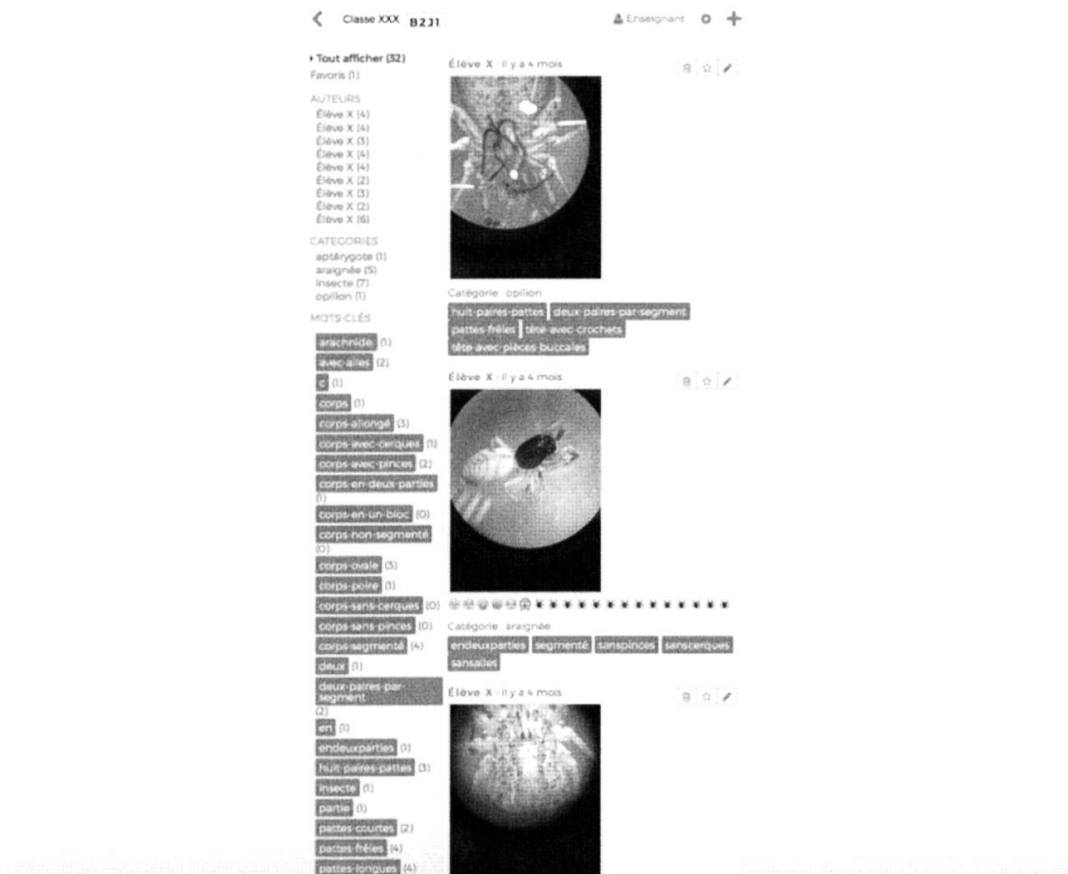 Classe XXX B2J1 Enseignant
Tout afficher (32)
Favoris (1)
AUTEURS
Élève X (4)
Élève X (4)
Élève X (3)
Élève X (4)
Élève X (4)
Élève X (2)
Élève X (3)
Élève X (2)
Élève X (6)
CATEGORIES
aptérygote (1)
araignée (5)
insecte (7)
opilion (1)
MOTS-CLÉS
arachnide (1)
avec-ailes (2)
c (1)
corps (1)
corps-allongé (3)
corps-avec-cerques (1)
corps-avec-pinces (2)
corps-en-deux-parties
(1)
corps-en-un-bloc (0)
corps-non-segmenté
(0)
corps-ovale (3)
corps-poire (1)
corps-sans-cerques (0)
corps-sans-pinces (0)
corps-segmenté (4)
deux (1)
deux-paires-par-
segment
(2)
en (1)
endeuxparties (1)
huit-paires-pattes (3)
insecte (1)
partie (1)
pattes-courtes (2)
pattes-frêles (4)
pattes-longues (4)
Élève X - il y a 4 mois
Catégorie : opilion
huit-paires-pattes deux-paires-par-segment
pattes-frêles tête-avec-crochets
tête-avec-pièces-buccales
Élève X - il y a 4 mois
Catégorie : araignée
endeuxparties segmenté sanspinces sanscerques
sansailes
Élève X - il y a 4 mois